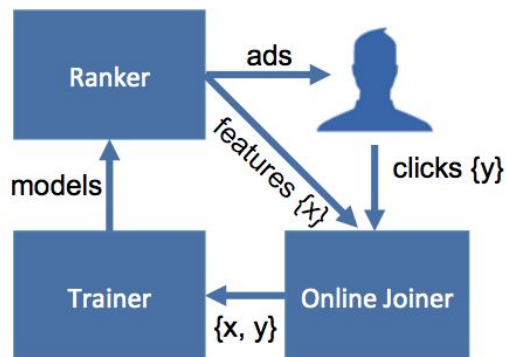 Ranker
ads
features {x}
clicks {y}
models
Trainer
Online Joiner
{x, y}